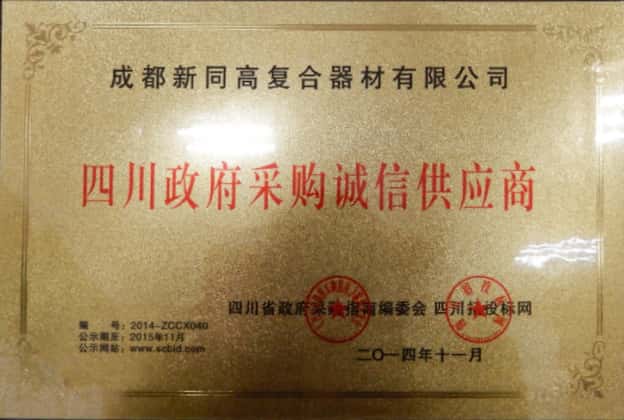 成都新同高复合器材有限公司
四川政府采购诚信供应商
四川省政府采购指南编委会 四川招投标网
编 号：2014-ZCCX040
公示期至：2015年11月
公示网站：www.scbid.com
二〇一四年十一月